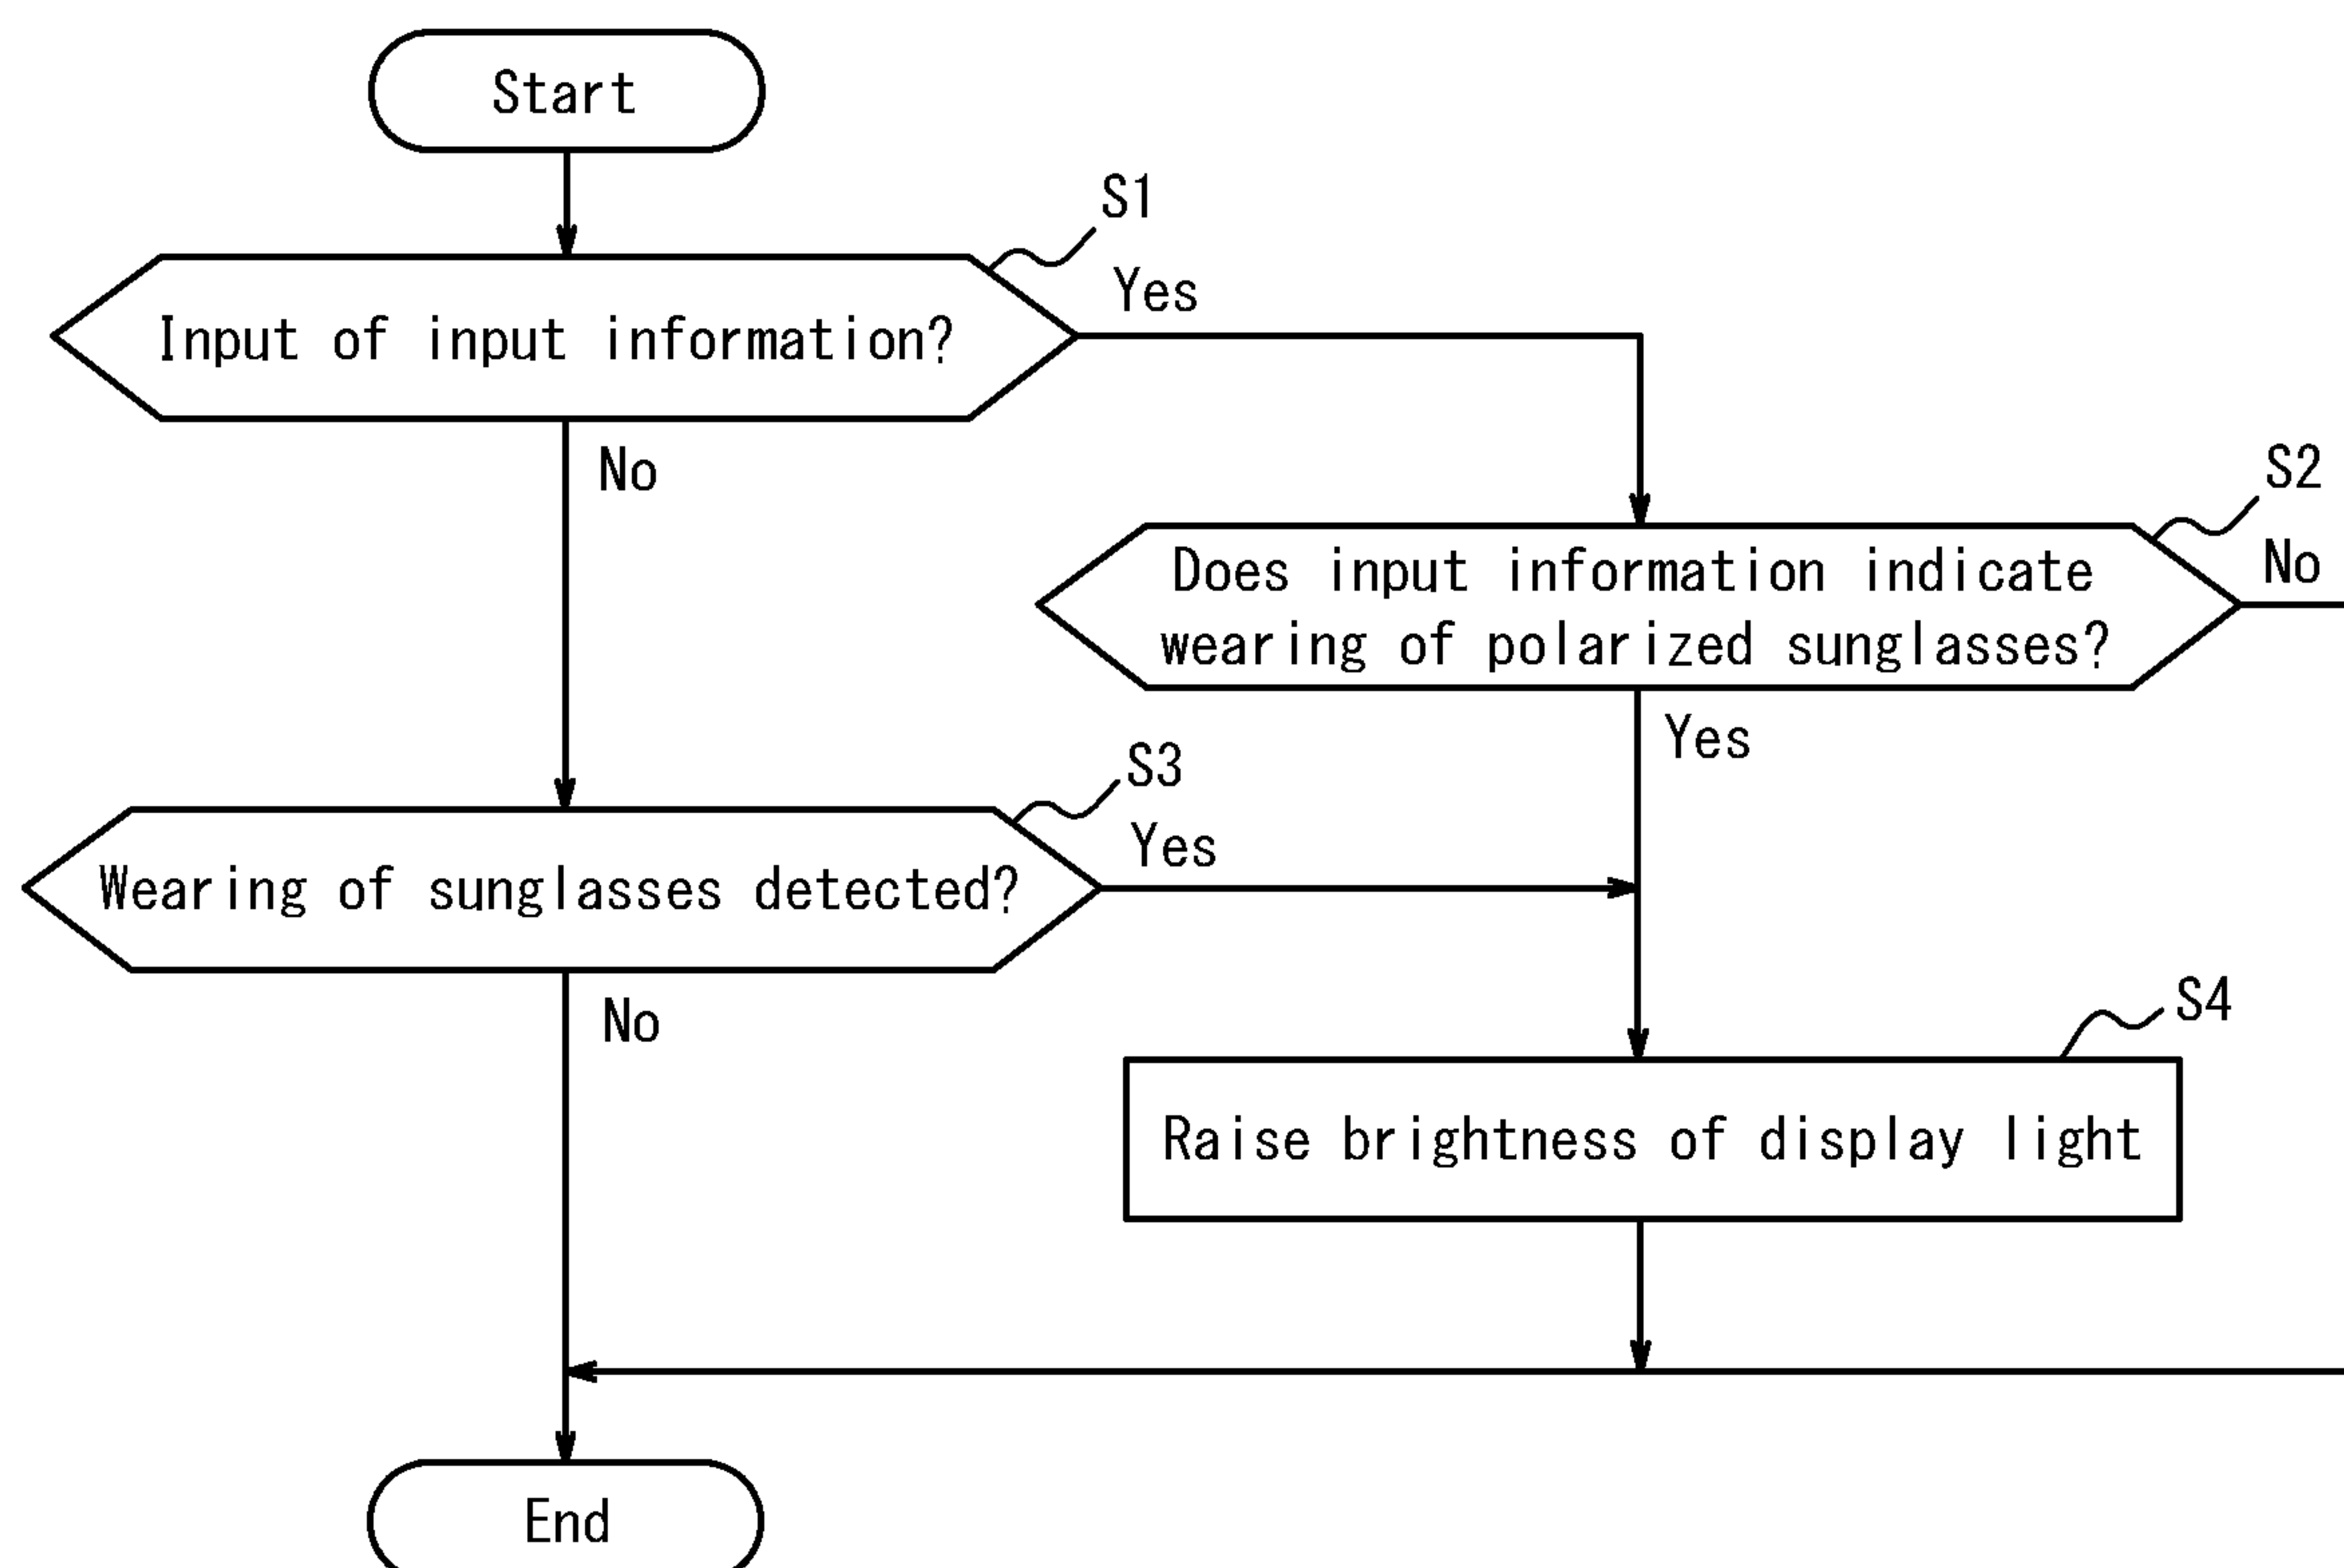 Start
S1
Yes
Input of input information?
No
S2
No
Does input information indicate
wearing of polarized sunglasses?
Yes
S3
Yes
Wearing of sunglasses detected?
No
S4
Raise brightness of display light
End